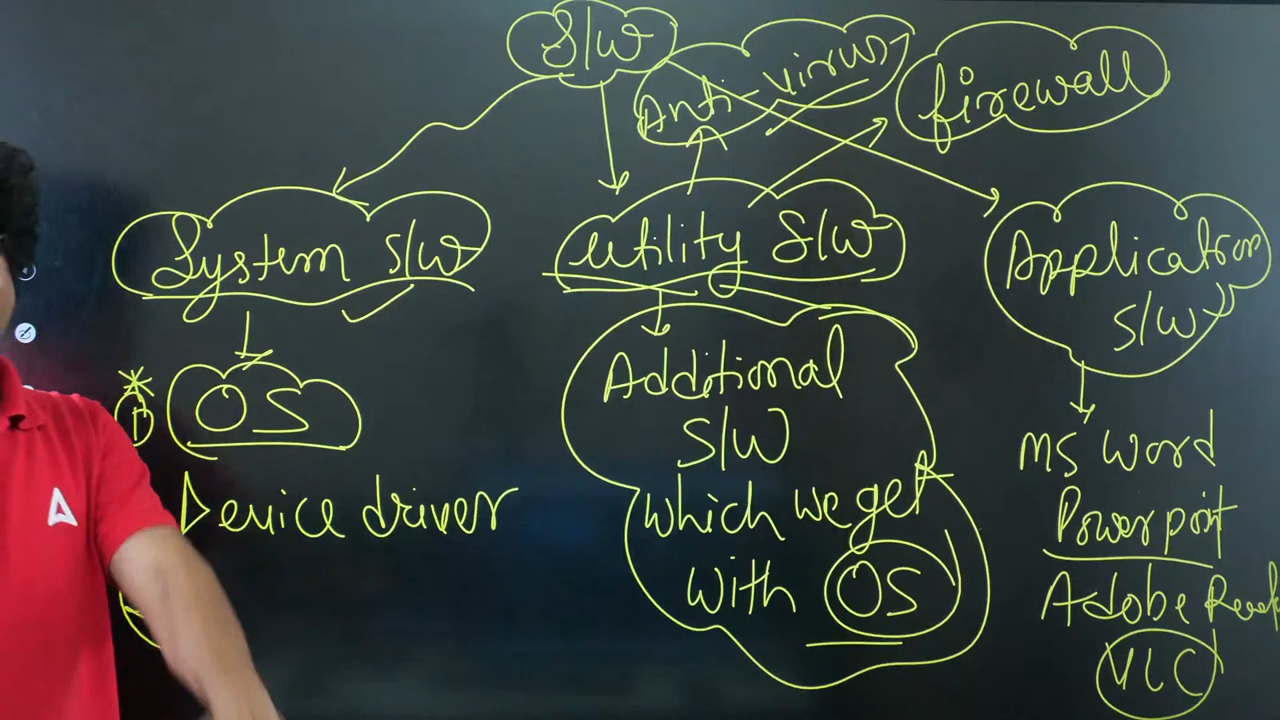 S/W
Anti-virus
firewall
System S/W
utility S/W
Application
S/W
OS
Device driver
Additional
S/W
which we get
with OS
MS Word
Powerpoint
Adobe
VLC